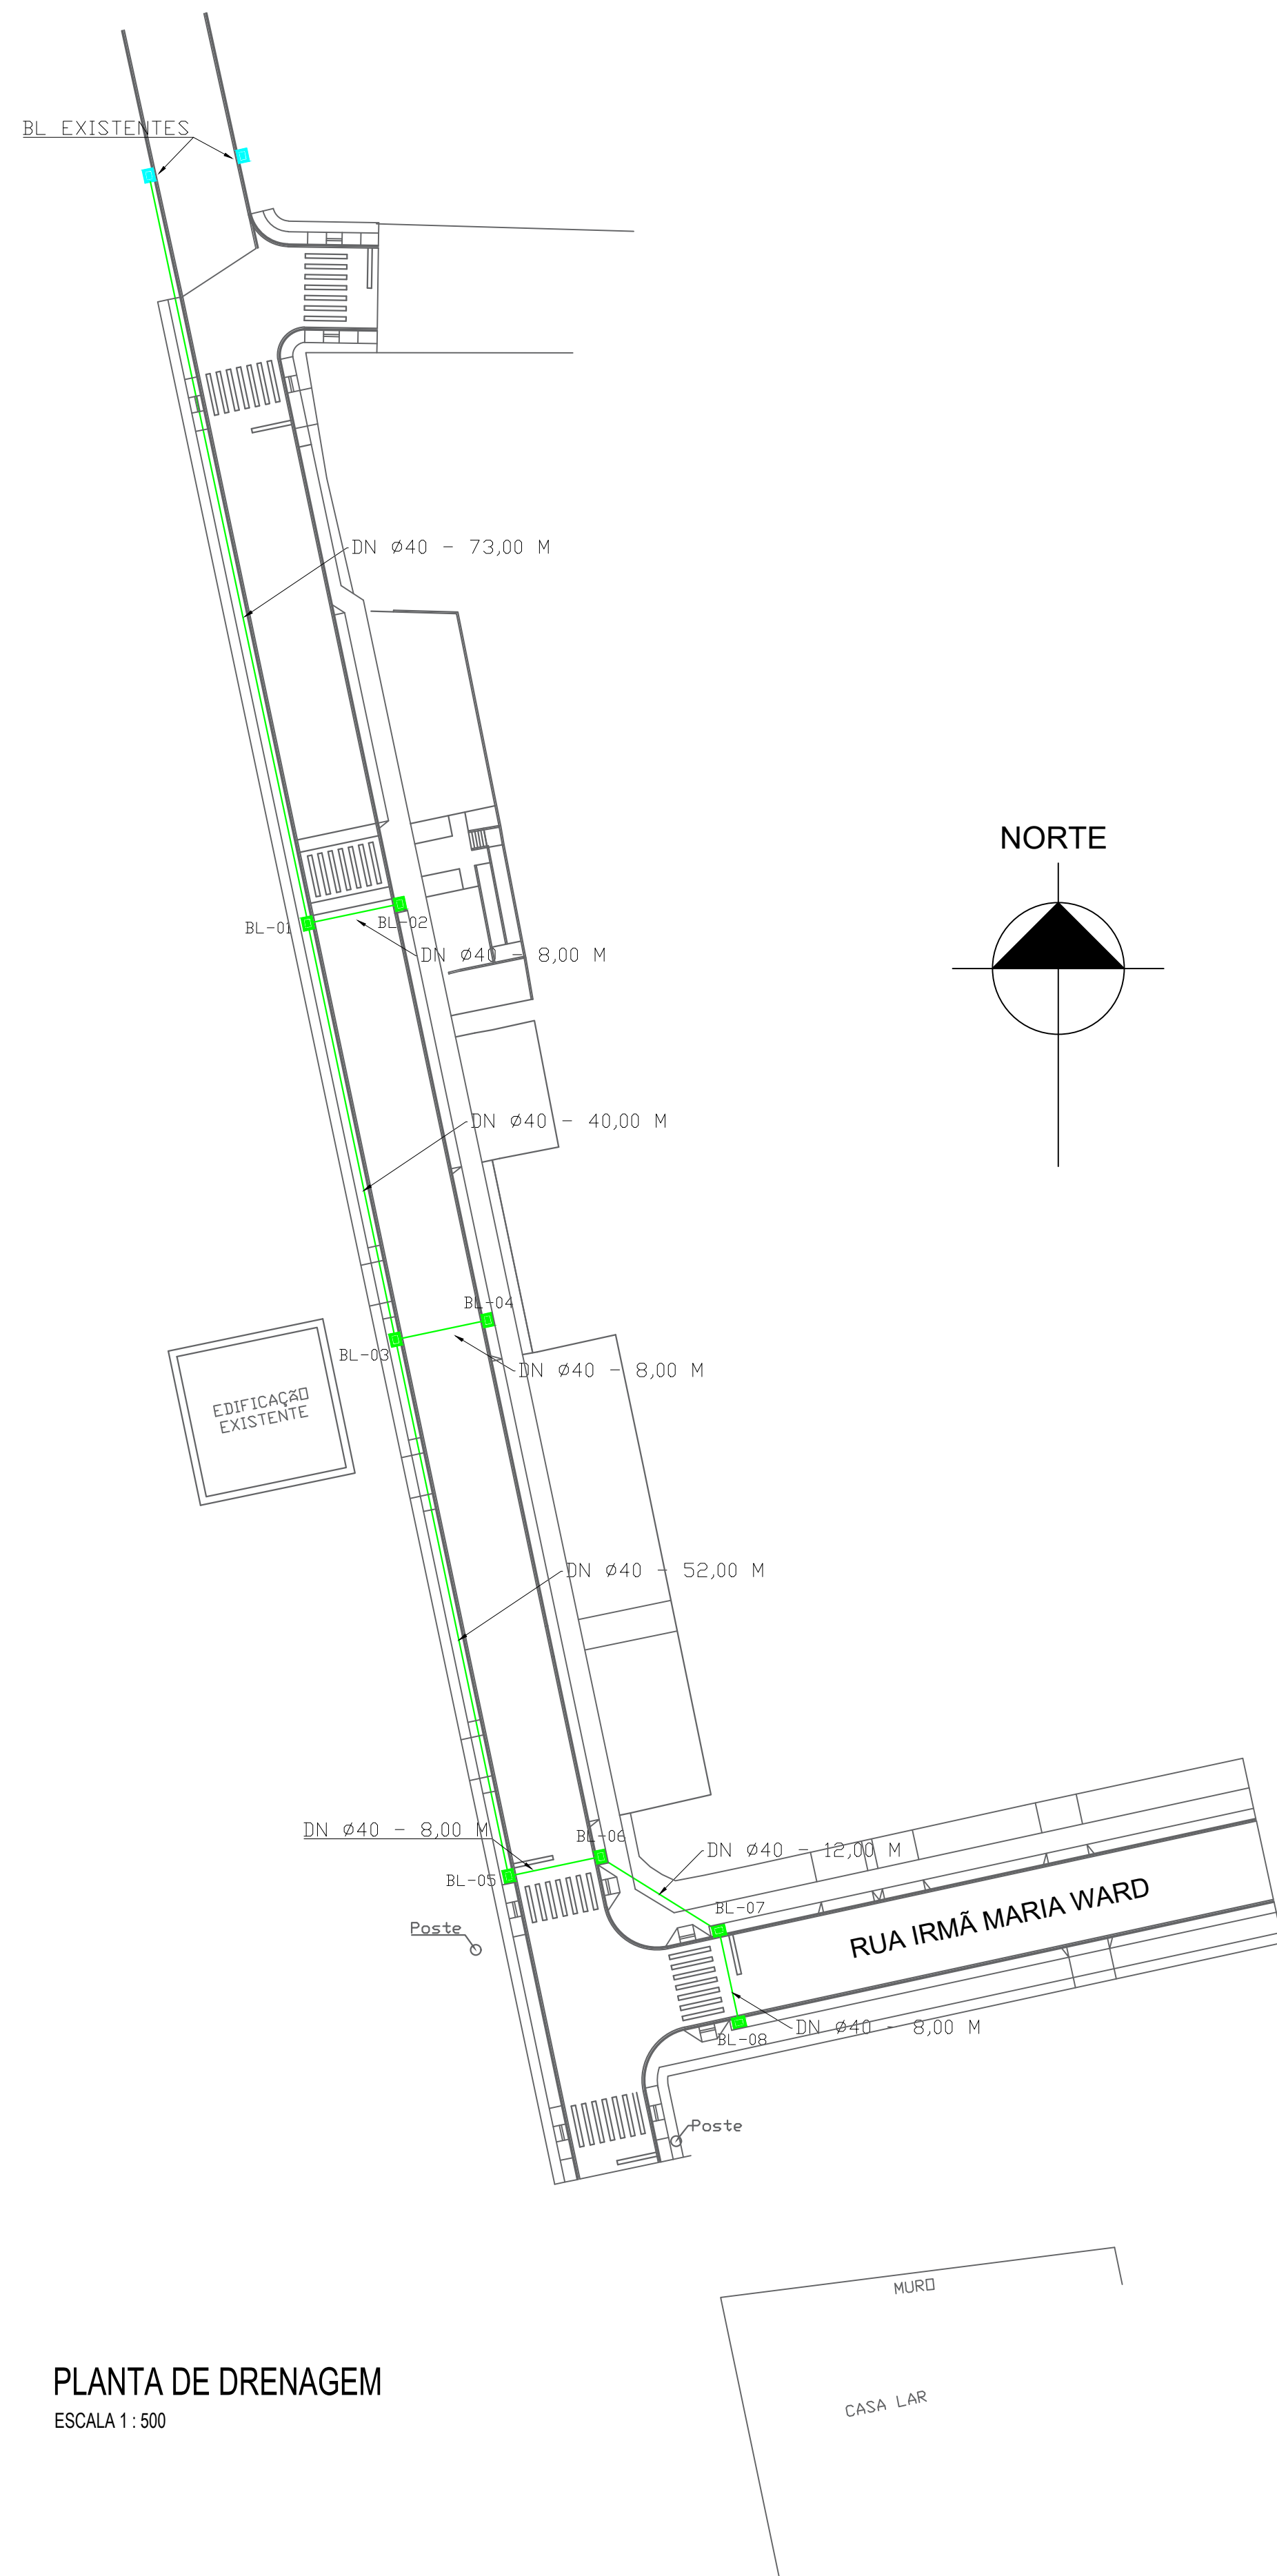 BL EXISTENTES
DN Ø40 - 73,00 M
NORTE
BL-01
BL-02
DN Ø40 - 8,00 M
DN Ø40 - 40,00 M
BL-04
BL-03
DN Ø40 - 8,00 M
EDIFICAÇÃO
EXISTENTE
DN Ø40 - 52,00 M
DN Ø40 - 8,00 M
BL-06
DN Ø40 - 12,00 M
BL-05
BL-07
RUA IRMÃ MARIA WARD
Poste
DN Ø40 - 8,00 M
BL-08
Poste
MURO
PLANTA DE DRENAGEM
CASA LAR
ESCALA 1 : 500